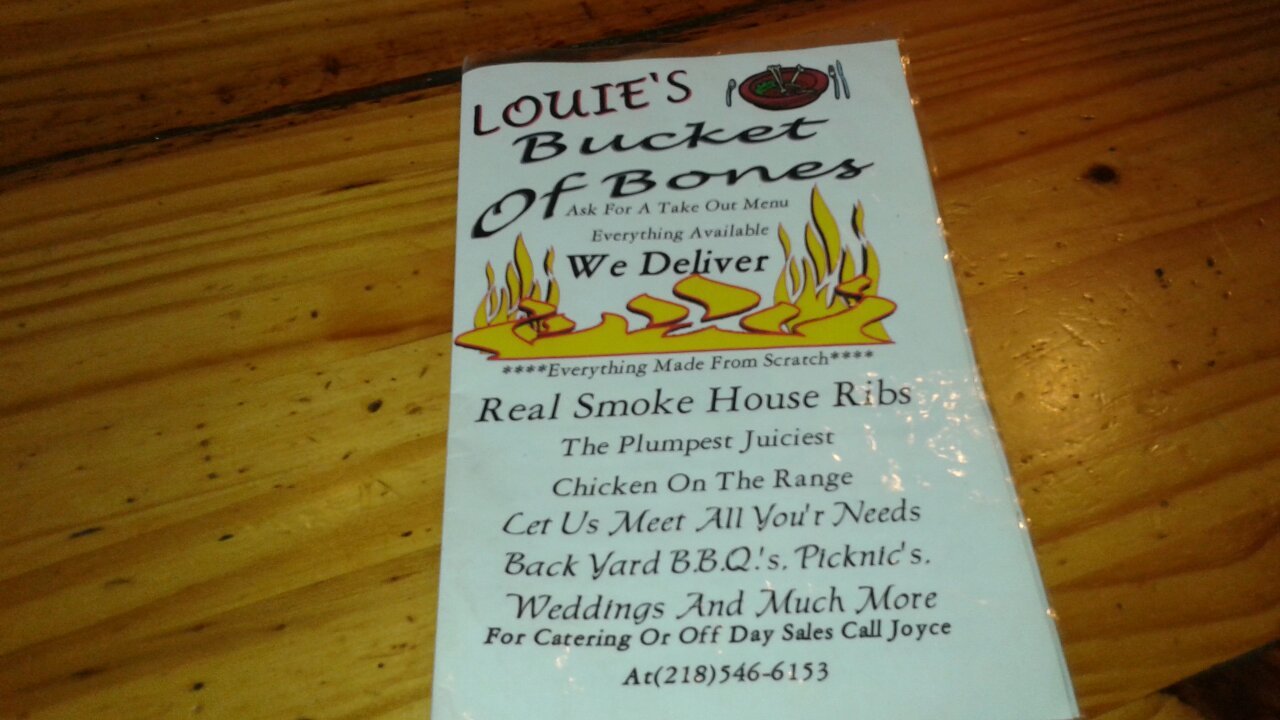 LOUIE'S
Bucket
Of Bones
Ask For A Take Out Menu
Everything Available
We Deliver
****Everything Made From Scratch****
Real Smoke House Ribs
The Plumpest Juiciest
Chicken On The Range
Let Us Meet All You'r Needs
Back Yard B.B.Q.'s. Picknic's.
Weddings And Much More
For Catering Or Off Day Sales Call Joyce
At(218)546-6153